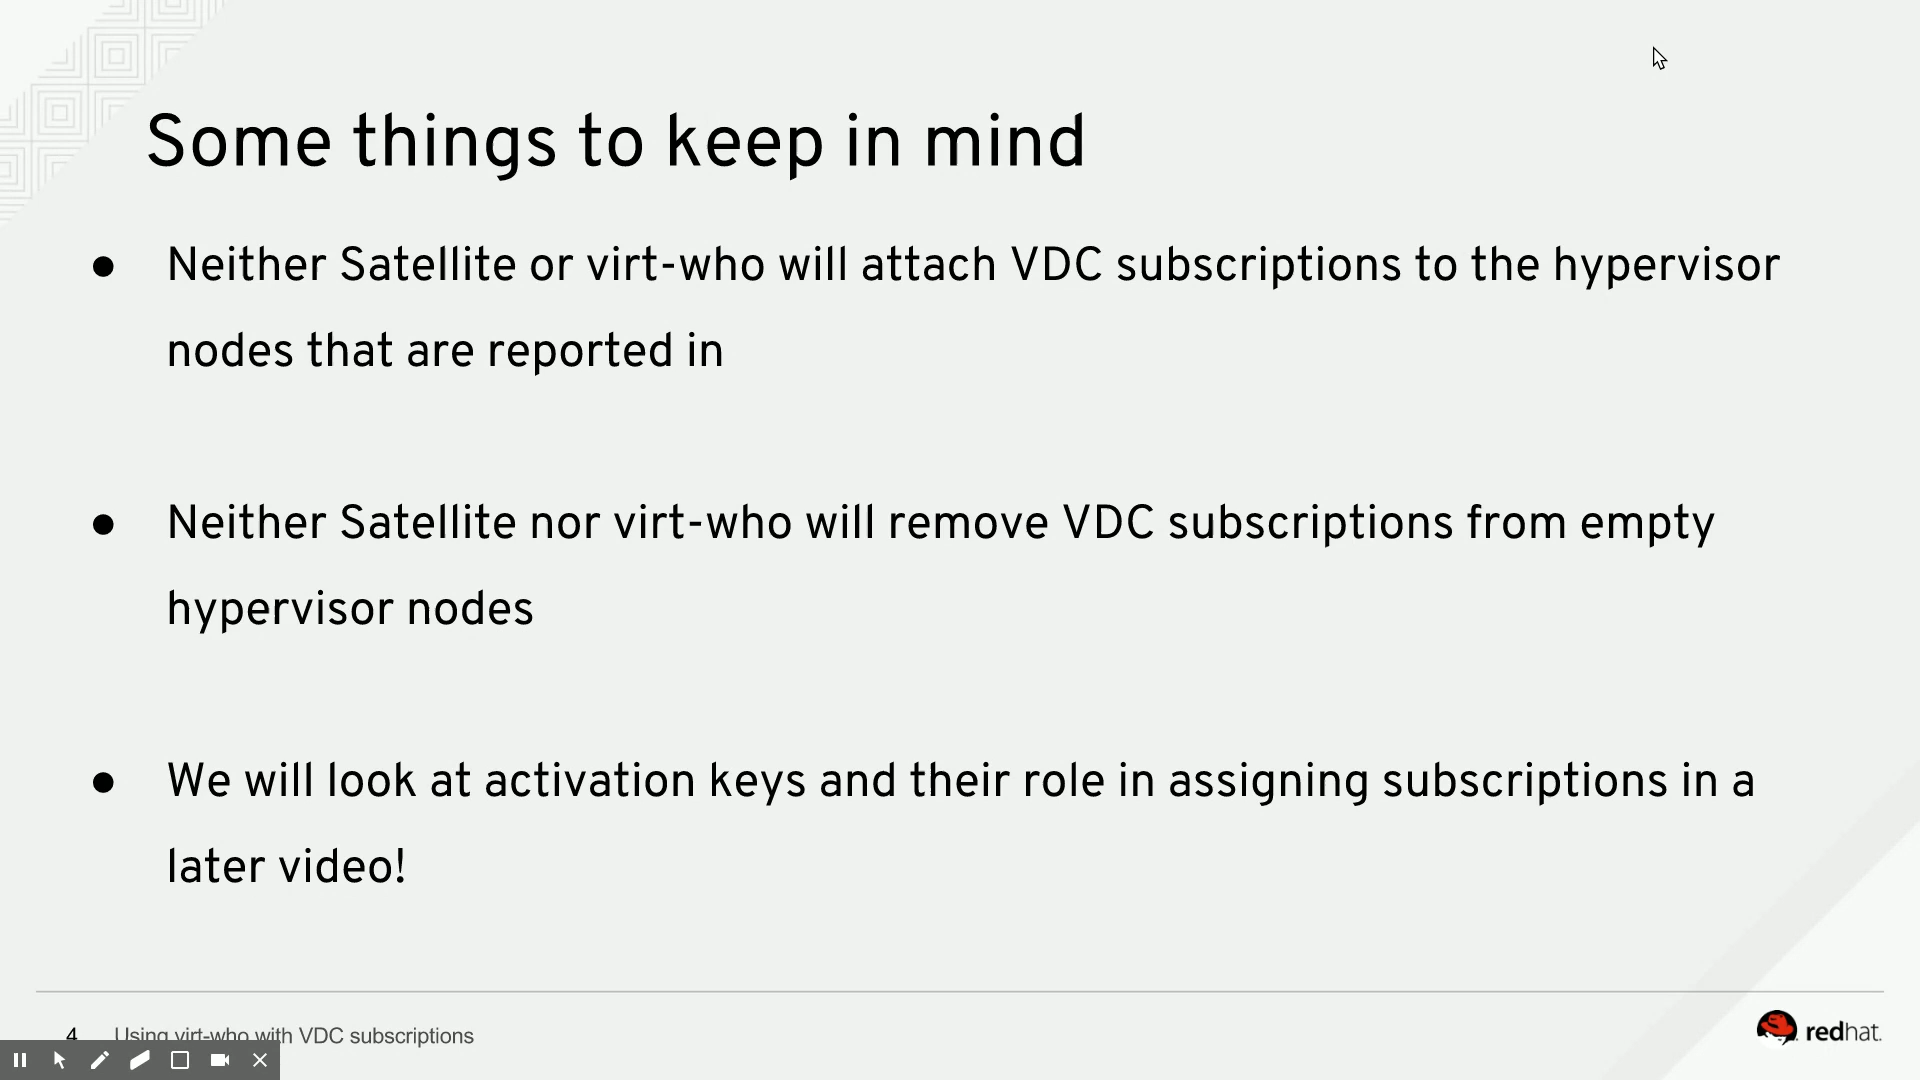 Some things to keep in mind
● Neither Satellite or virt-who will attach VDC subscriptions to the hypervisor
nodes that are reported in
● Neither Satellite nor virt-who will remove VDC subscriptions from empty
hypervisor nodes
● We will look at activation keys and their role in assigning subscriptions in a
later video!
4 Using virt-who with VDC subscriptions
redhat.